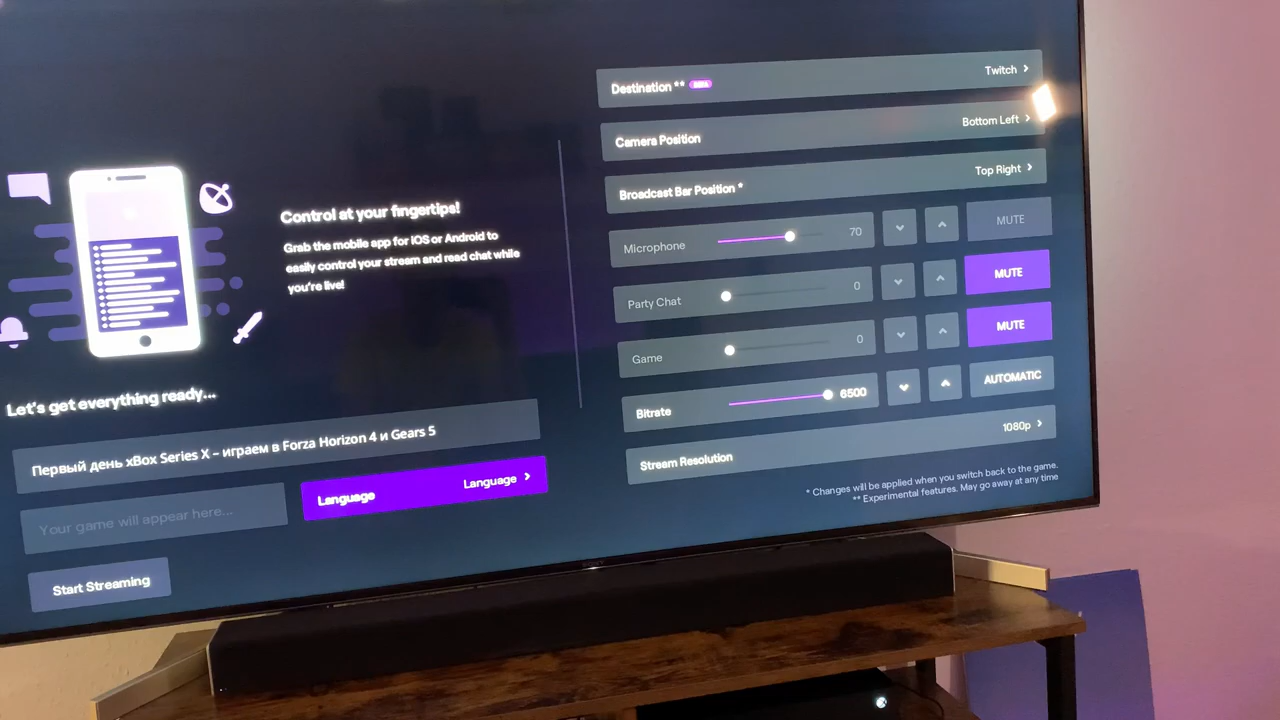 Control at your fingertips!
Grab the mobile app for iOS or Android to
easily control your stream and read chat while
you're live!
Let's get everything ready...
Первый день xBox Series X – играем в Forza Horizon 4 и Gears 5
Your game will appear here...
Language Language
Start Streaming
Destination ** Twitch
Camera Position Bottom Left
Broadcast Bar Position * Top Right
Microphone 70 MUTE
Party Chat 0 MUTE
Game 0 MUTE
Bitrate 6500 AUTOMATIC
Stream Resolution 1080p
* Changes will be applied when you switch back to the game.
** Experimental features. May go away at any time